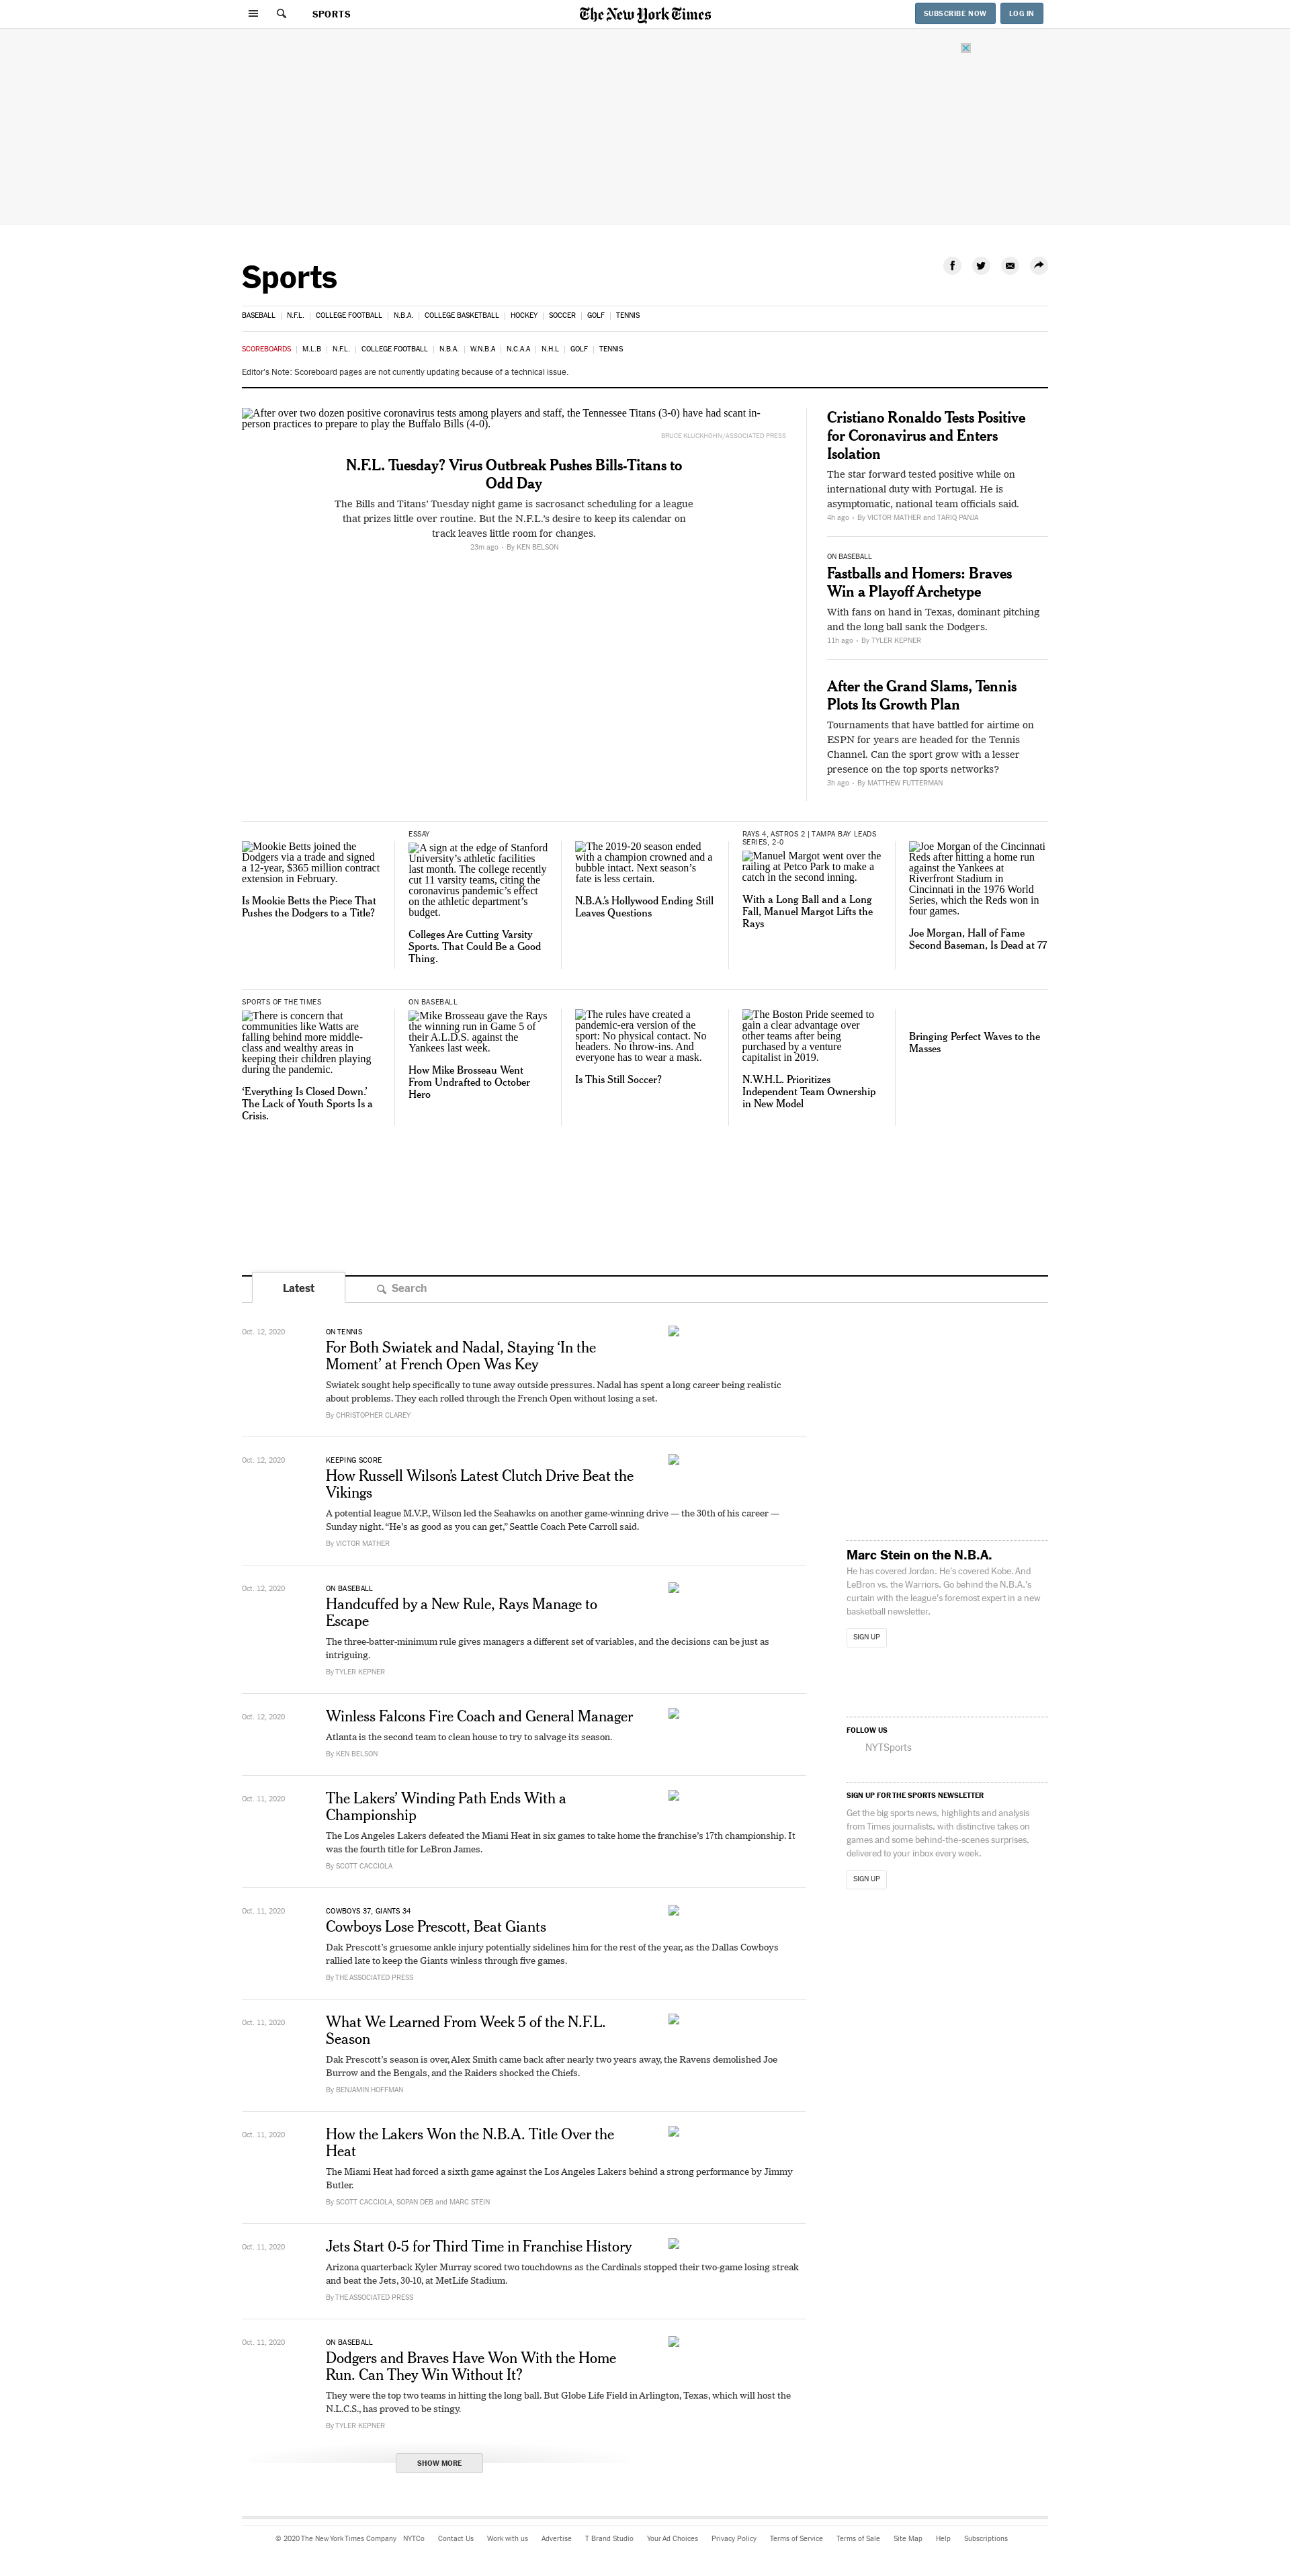 SPORTS
The New York Times
SUBSCRIBE NOW
LOG IN
Sports
BASEBALL | N.F.L. | COLLEGE FOOTBALL | N.B.A. | COLLEGE BASKETBALL | HOCKEY | SOCCER | GOLF | TENNIS
SCOREBOARDS | M.L.B | N.F.L. | COLLEGE FOOTBALL | N.B.A. | W.N.B.A | N.C.A.A | N.H.L | GOLF | TENNIS
Editor's Note: Scoreboard pages are not currently updating because of a technical issue.
After over two dozen positive coronavirus tests among players and staff, the Tennessee Titans (3-0) have had scant in-
person practices to prepare to play the Buffalo Bills (4-0).
BRUCE KLUCKHOHN/ASSOCIATED PRESS
N.F.L. Tuesday? Virus Outbreak Pushes Bills-Titans to
Odd Day
The Bills and Titans' Tuesday night game is sacrosanct scheduling for a league
that prizes little over routine. But the N.F.L.'s desire to keep its calendar on
track leaves little room for changes.
23m ago • By KEN BELSON
Cristiano Ronaldo Tests Positive
for Coronavirus and Enters
Isolation
The star forward tested positive while on
international duty with Portugal. He is
asymptomatic, national team officials said.
4h ago • By VICTOR MATHER and TARIQ PANJA
ON BASEBALL
Fastballs and Homers: Braves
Win a Playoff Archetype
With fans on hand in Texas, dominant pitching
and the long ball sank the Dodgers.
11h ago • By TYLER KEPNER
After the Grand Slams, Tennis
Plots Its Growth Plan
Tournaments that have battled for airtime on
ESPN for years are headed for the Tennis
Channel. Can the sport grow with a lesser
presence on the top sports networks?
3h ago • By MATTHEW FUTTERMAN
Mookie Betts joined the
Dodgers via a trade and signed
a 12-year, $365 million contract
extension in February.
Is Mookie Betts the Piece That
Pushes the Dodgers to a Title?
ESSAY
A sign at the edge of Stanford
University's athletic facilities
last month. The college recently
cut 11 varsity teams, citing the
coronavirus pandemic's effect
on the athletic department's
budget.
Colleges Are Cutting Varsity
Sports. That Could Be a Good
Thing.
The 2019-20 season ended
with a champion crowned and a
bubble intact. Next season's
fate is less certain.
N.B.A.'s Hollywood Ending Still
Leaves Questions
RAYS 4, ASTROS 2 | TAMPA BAY LEADS
SERIES, 2-0
Manuel Margot went over the
railing at Petco Park to make a
catch in the second inning.
With a Long Ball and a Long
Fall, Manuel Margot Lifts the
Rays
Joe Morgan of the Cincinnati
Reds after hitting a home run
against the Yankees at
Riverfront Stadium in
Cincinnati in the 1976 World
Series, which the Reds won in
four games.
Joe Morgan, Hall of Fame
Second Baseman, Is Dead at 77
SPORTS OF THE TIMES
There is concern that
communities like Watts are
falling behind more middle-
class and wealthy areas in
keeping their children playing
during the pandemic.
‘Everything Is Closed Down.’
The Lack of Youth Sports Is a
Crisis.
ON BASEBALL
Mike Brosseau gave the Rays
the winning run in Game 5 of
their A.L.D.S. against the
Yankees last week.
How Mike Brosseau Went
From Undrafted to October
Hero
The rules have created a
pandemic-era version of the
sport: No physical contact. No
headers. No throw-ins. And
everyone has to wear a mask.
Is This Still Soccer?
The Boston Pride seemed to
gain a clear advantage over
other teams after being
purchased by a venture
capitalist in 2019.
N.W.H.L. Prioritizes
Independent Team Ownership
in New Model
Bringing Perfect Waves to the
Masses
Latest
Search
Oct. 12, 2020
ON TENNIS
For Both Swiatek and Nadal, Staying ‘In the
Moment’ at French Open Was Key
Swiatek sought help specifically to tune away outside pressures. Nadal has spent a long career being realistic
about problems. They each rolled through the French Open without losing a set.
By CHRISTOPHER CLAREY
Oct. 12, 2020
KEEPING SCORE
How Russell Wilson's Latest Clutch Drive Beat the
Vikings
A potential league M.V.P., Wilson led the Seahawks on another game-winning drive — the 30th of his career —
Sunday night. “He's as good as you can get,” Seattle Coach Pete Carroll said.
By VICTOR MATHER
Oct. 12, 2020
ON BASEBALL
Handcuffed by a New Rule, Rays Manage to
Escape
The three-batter-minimum rule gives managers a different set of variables, and the decisions can be just as
intriguing.
By TYLER KEPNER
Oct. 12, 2020
Winless Falcons Fire Coach and General Manager
Atlanta is the second team to clean house to try to salvage its season.
By KEN BELSON
Oct. 11, 2020
The Lakers' Winding Path Ends With a
Championship
The Los Angeles Lakers defeated the Miami Heat in six games to take home the franchise's 17th championship. It
was the fourth title for LeBron James.
By SCOTT CACCIOLA
Oct. 11, 2020
COWBOYS 37, GIANTS 34
Cowboys Lose Prescott, Beat Giants
Dak Prescott's gruesome ankle injury potentially sidelines him for the rest of the year, as the Dallas Cowboys
rallied late to keep the Giants winless through five games.
By THE ASSOCIATED PRESS
Oct. 11, 2020
What We Learned From Week 5 of the N.F.L.
Season
Dak Prescott's season is over, Alex Smith came back after nearly two years away, the Ravens demolished Joe
Burrow and the Bengals, and the Raiders shocked the Chiefs.
By BENJAMIN HOFFMAN
Oct. 11, 2020
How the Lakers Won the N.B.A. Title Over the
Heat
The Miami Heat had forced a sixth game against the Los Angeles Lakers behind a strong performance by Jimmy
Butler.
By SCOTT CACCIOLA, SOPAN DEB and MARC STEIN
Oct. 11, 2020
Jets Start 0-5 for Third Time in Franchise History
Arizona quarterback Kyler Murray scored two touchdowns as the Cardinals stopped their two-game losing streak
and beat the Jets, 30-10, at MetLife Stadium.
By THE ASSOCIATED PRESS
Oct. 11, 2020
ON BASEBALL
Dodgers and Braves Have Won With the Home
Run. Can They Win Without It?
They were the top two teams in hitting the long ball. But Globe Life Field in Arlington, Texas, which will host the
N.L.C.S., has proved to be stingy.
By TYLER KEPNER
SHOW MORE
Marc Stein on the N.B.A.
He has covered Jordan. He's covered Kobe. And
LeBron vs. the Warriors. Go behind the N.B.A.'s
curtain with the league's foremost expert in a new
basketball newsletter.
SIGN UP
FOLLOW US
NYTSports
SIGN UP FOR THE SPORTS NEWSLETTER
Get the big sports news, highlights and analysis
from Times journalists, with distinctive takes on
games and some behind-the-scenes surprises,
delivered to your inbox every week.
SIGN UP
© 2020 The New York Times Company NYTCo Contact Us Work with us Advertise T Brand Studio Your Ad Choices Privacy Policy Terms of Service Terms of Sale Site Map Help Subscriptions